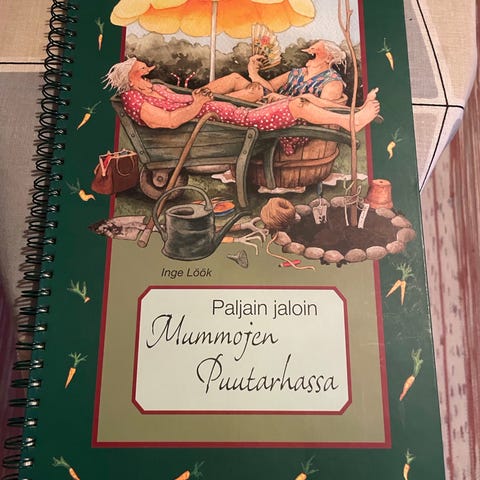 Inge Löök
Paljain jaloin
Mummojen
Puutarhassa